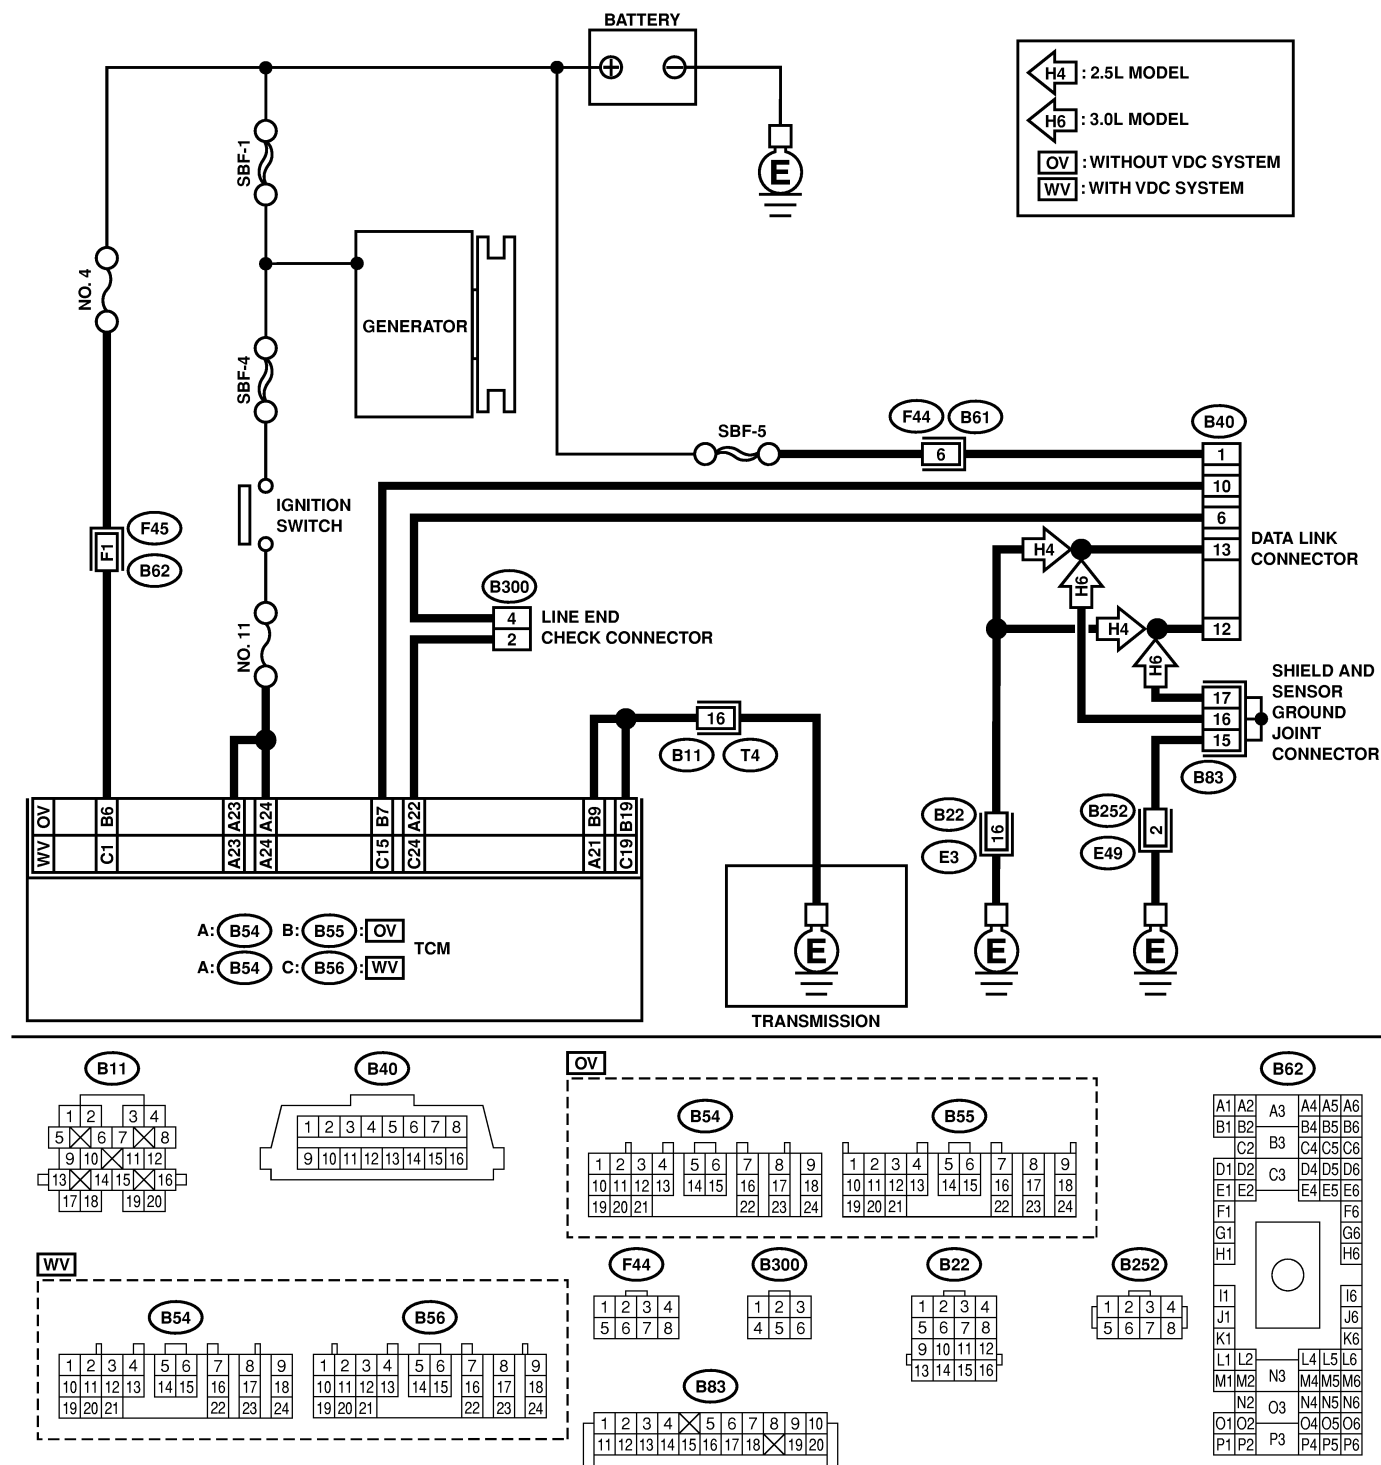 BATTERY
H4 : 2.5L MODEL
H6 : 3.0L MODEL
OV : WITHOUT VDC SYSTEM
WV : WITH VDC SYSTEM
E
SBF-1
NO. 4
GENERATOR
SBF-4
SBF-5
F44 B61
B40
6
1
10
6
13
12
DATA LINK
CONNECTOR
IGNITION
SWITCH
F45
F1
B62
H4
H6
B300
4
2
LINE END
CHECK CONNECTOR
H4
H6
NO. 11
SHIELD AND
SENSOR
GROUND
JOINT
CONNECTOR
17
16
15
B83
16
B11 T4
OV B6 A23 A24 B7 A22 B9 B19
WV C1 A23 A24 C15 C24 A21 C19
B22
16
E3
B252
2
E49
A: B54 B: B55 : OV
A: B54 C: B56 : WV
TCM
E
E
E
TRANSMISSION
B11
1 2 3 4
5 6 7 8
9 10 11 12
13 14 15 16
17 18 19 20
B40
1 2 3 4 5 6 7 8
9 10 11 12 13 14 15 16
OV
B54
1 2 3 4 5 6 7 8 9
10 11 12 13 14 15 16 17 18
19 20 21 22 23 24
B55
1 2 3 4 5 6 7 8 9
10 11 12 13 14 15 16 17 18
19 20 21 22 23 24
B62
A1 A2 A3 A4 A5 A6
B1 B2 B3 B4 B5 B6
C2 C3 C4 C5 C6
D1 D2 D4 D5 D6
E1 E2 E4 E5 E6
F1 F6
G1 G6
H1 H6
I1 I6
J1 J6
K1 K6
L1 L2 L4 L5 L6
M1 M2 N3 M4 M5 M6
N2 O3 N4 N5 N6
O1 O2 O4 O5 O6
P1 P2 P3 P4 P5 P6
WV
B54
1 2 3 4 5 6 7 8 9
10 11 12 13 14 15 16 17 18
19 20 21 22 23 24
B56
1 2 3 4 5 6 7 8 9
10 11 12 13 14 15 16 17 18
19 20 21 22 23 24
F44
1 2 3 4
5 6 7 8
B300
1 2 3
4 5 6
B22
1 2 3 4
5 6 7 8
9 10 11 12
13 14 15 16
B252
1 2 3 4
5 6 7 8
B83
1 2 3 4 5 6 7 8 9 10
11 12 13 14 15 16 17 18 19 20